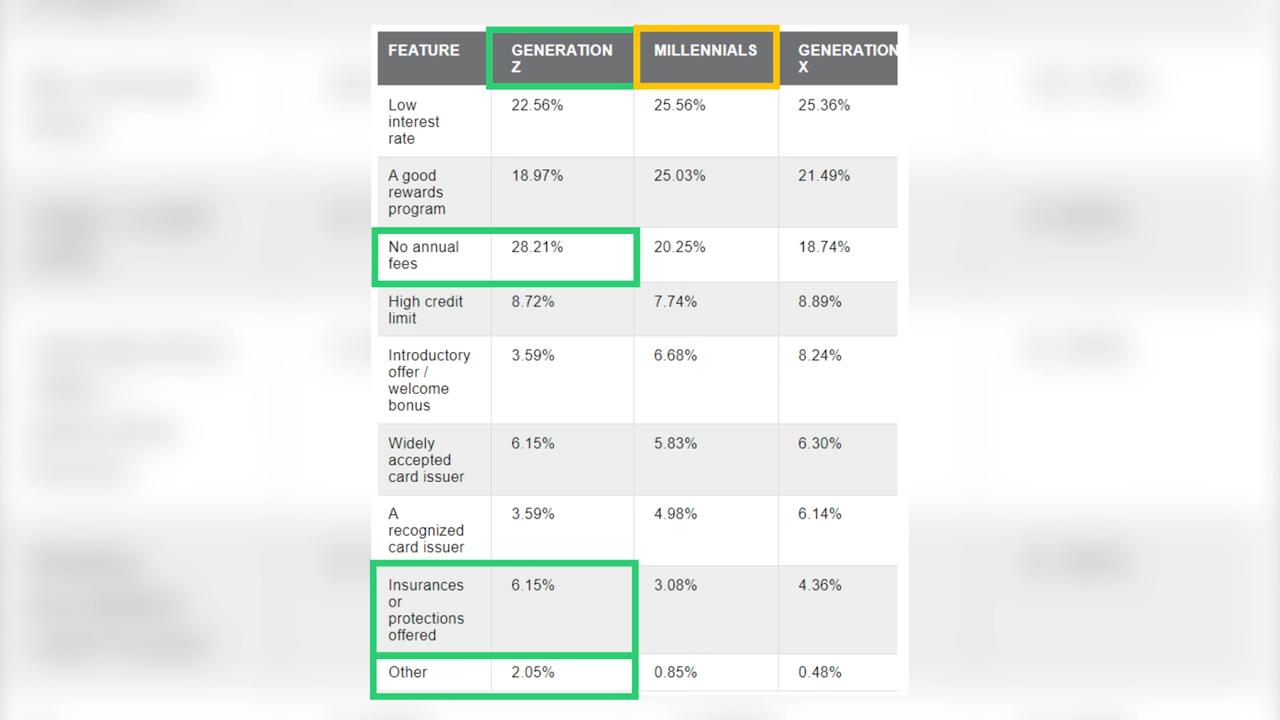 FEATURE GENERATION Z MILLENNIALS GENERATION X
Low interest rate 22.56% 25.56% 25.36%
A good rewards program 18.97% 25.03% 21.49%
No annual fees 28.21% 20.25% 18.74%
High credit limit 8.72% 7.74% 8.89%
Introductory offer / welcome bonus 3.59% 6.68% 8.24%
Widely accepted card issuer 6.15% 5.83% 6.30%
A recognized card issuer 3.59% 4.98% 6.14%
Insurances or protections offered 6.15% 3.08% 4.36%
Other 2.05% 0.85% 0.48%